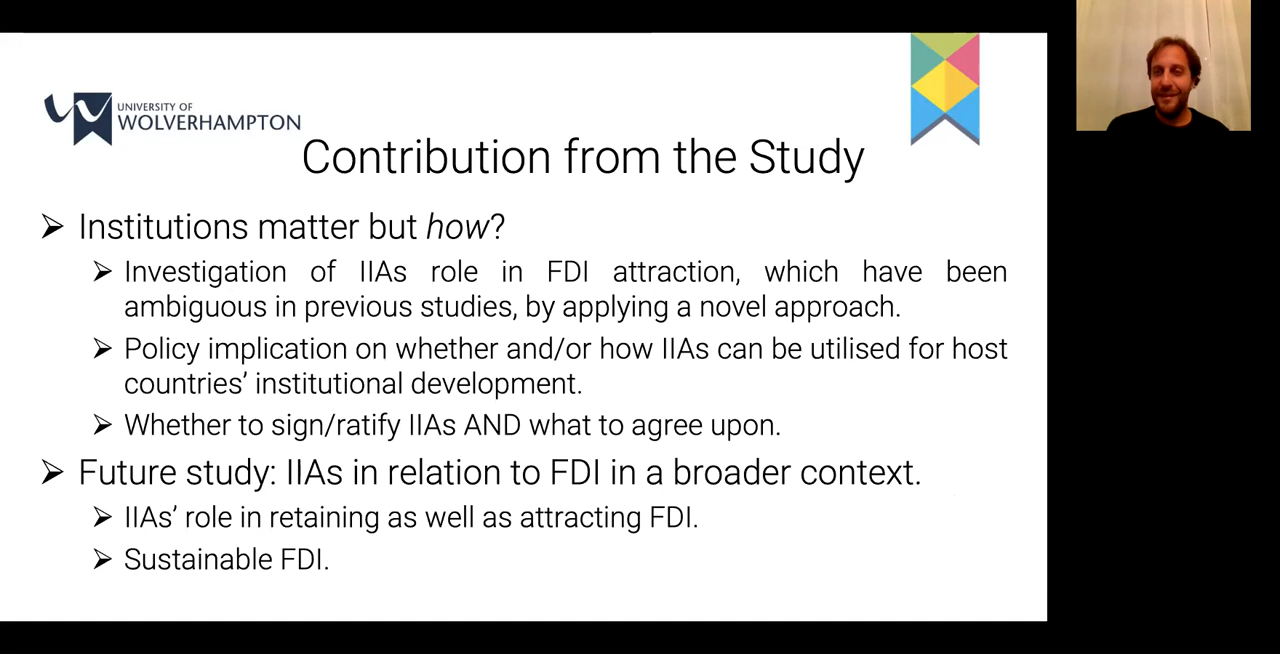 UNIVERSITY OF
WOLVERHAMPTON
Contribution from the Study
Institutions matter but how?
Investigation of IIAs role in FDI attraction, which have been
ambiguous in previous studies, by applying a novel approach.
Policy implication on whether and/or how IIAs can be utilised for host
countries’ institutional development.
Whether to sign/ratify IIAs AND what to agree upon.
Future study: IIAs in relation to FDI in a broader context.
IIAs’ role in retaining as well as attracting FDI.
Sustainable FDI.